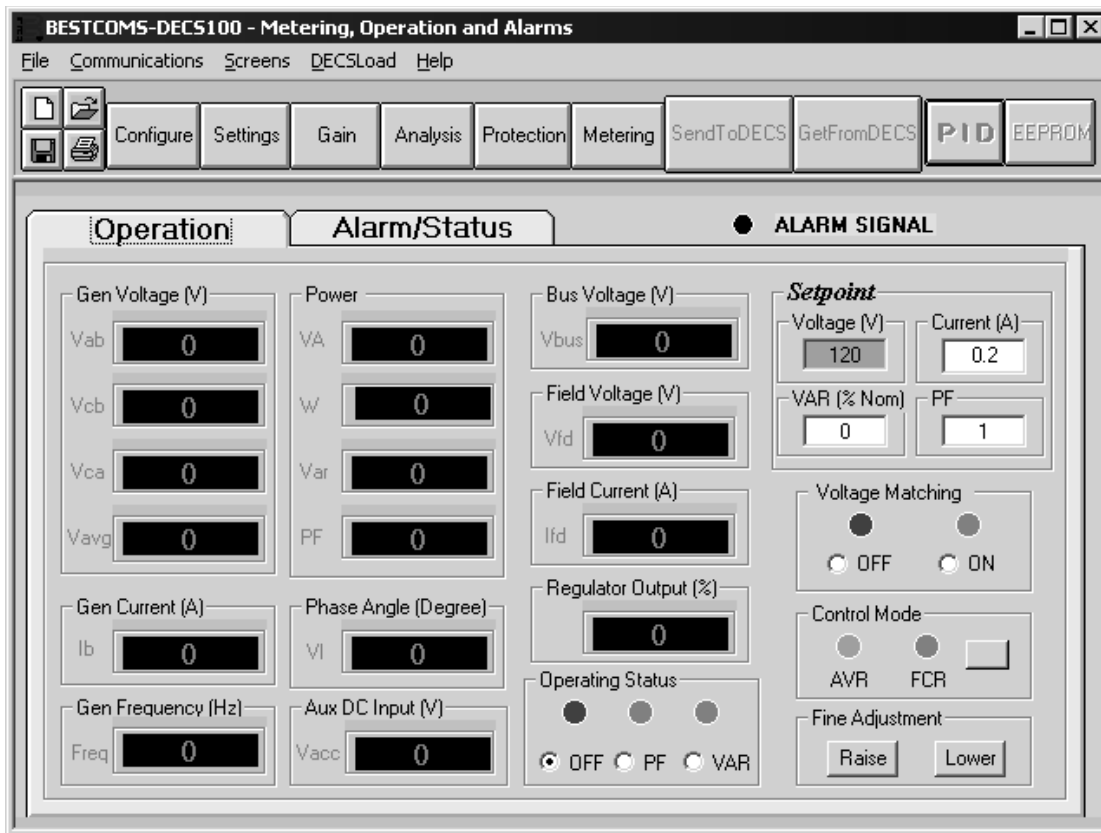 BESTCOMS-DECS100 - Metering, Operation and Alarms
File Communications Screens DECSLoad Help
Configure Settings Gain Analysis Protection Metering SendToDECS GetFromDECS PID EEPROM
Operation Alarm/Status ALARM SIGNAL
Gen Voltage (V)
Vab 0
Vcb 0
Vca 0
Vavg 0
Gen Current (A)
Ib 0
Gen Frequency (Hz)
Freq 0
Power
VA 0
W 0
Var 0
PF 0
Phase Angle (Degree)
VI 0
Aux DC Input (V)
Vacc 0
Bus Voltage (V)
Vbus 0
Field Voltage (V)
Vfd 0
Field Current (A)
Ifd 0
Regulator Output (%)
0
Operating Status
OFF PF VAR
Setpoint
Voltage (V) Current (A)
120 0.2
VAR (% Nom) PF
0 1
Voltage Matching
OFF ON
Control Mode
AVR FCR
Fine Adjustment
Raise Lower